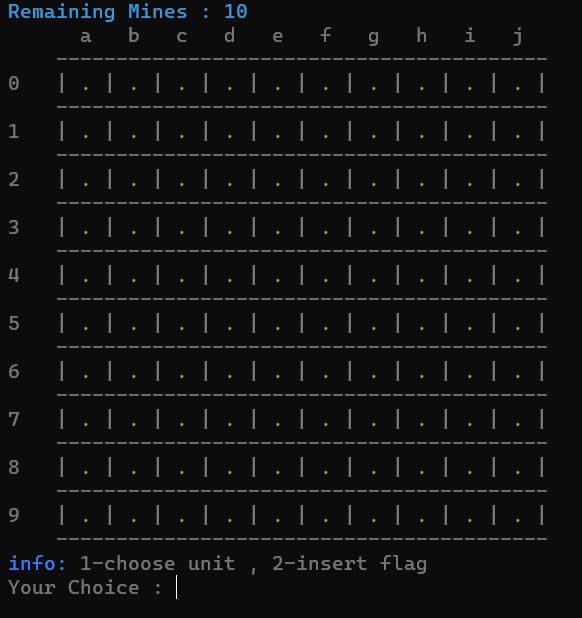 Remaining Mines : 10
a b c d e f g h i j
-----------------------------------------
0 | . | . | . | . | . | . | . | . | . | . |
-----------------------------------------
1 | . | . | . | . | . | . | . | . | . | . |
-----------------------------------------
2 | . | . | . | . | . | . | . | . | . | . |
-----------------------------------------
3 | . | . | . | . | . | . | . | . | . | . |
-----------------------------------------
4 | . | . | . | . | . | . | . | . | . | . |
-----------------------------------------
5 | . | . | . | . | . | . | . | . | . | . |
-----------------------------------------
6 | . | . | . | . | . | . | . | . | . | . |
-----------------------------------------
7 | . | . | . | . | . | . | . | . | . | . |
-----------------------------------------
8 | . | . | . | . | . | . | . | . | . | . |
-----------------------------------------
9 | . | . | . | . | . | . | . | . | . | . |
-----------------------------------------
info: 1-choose unit , 2-insert flag
Your Choice :